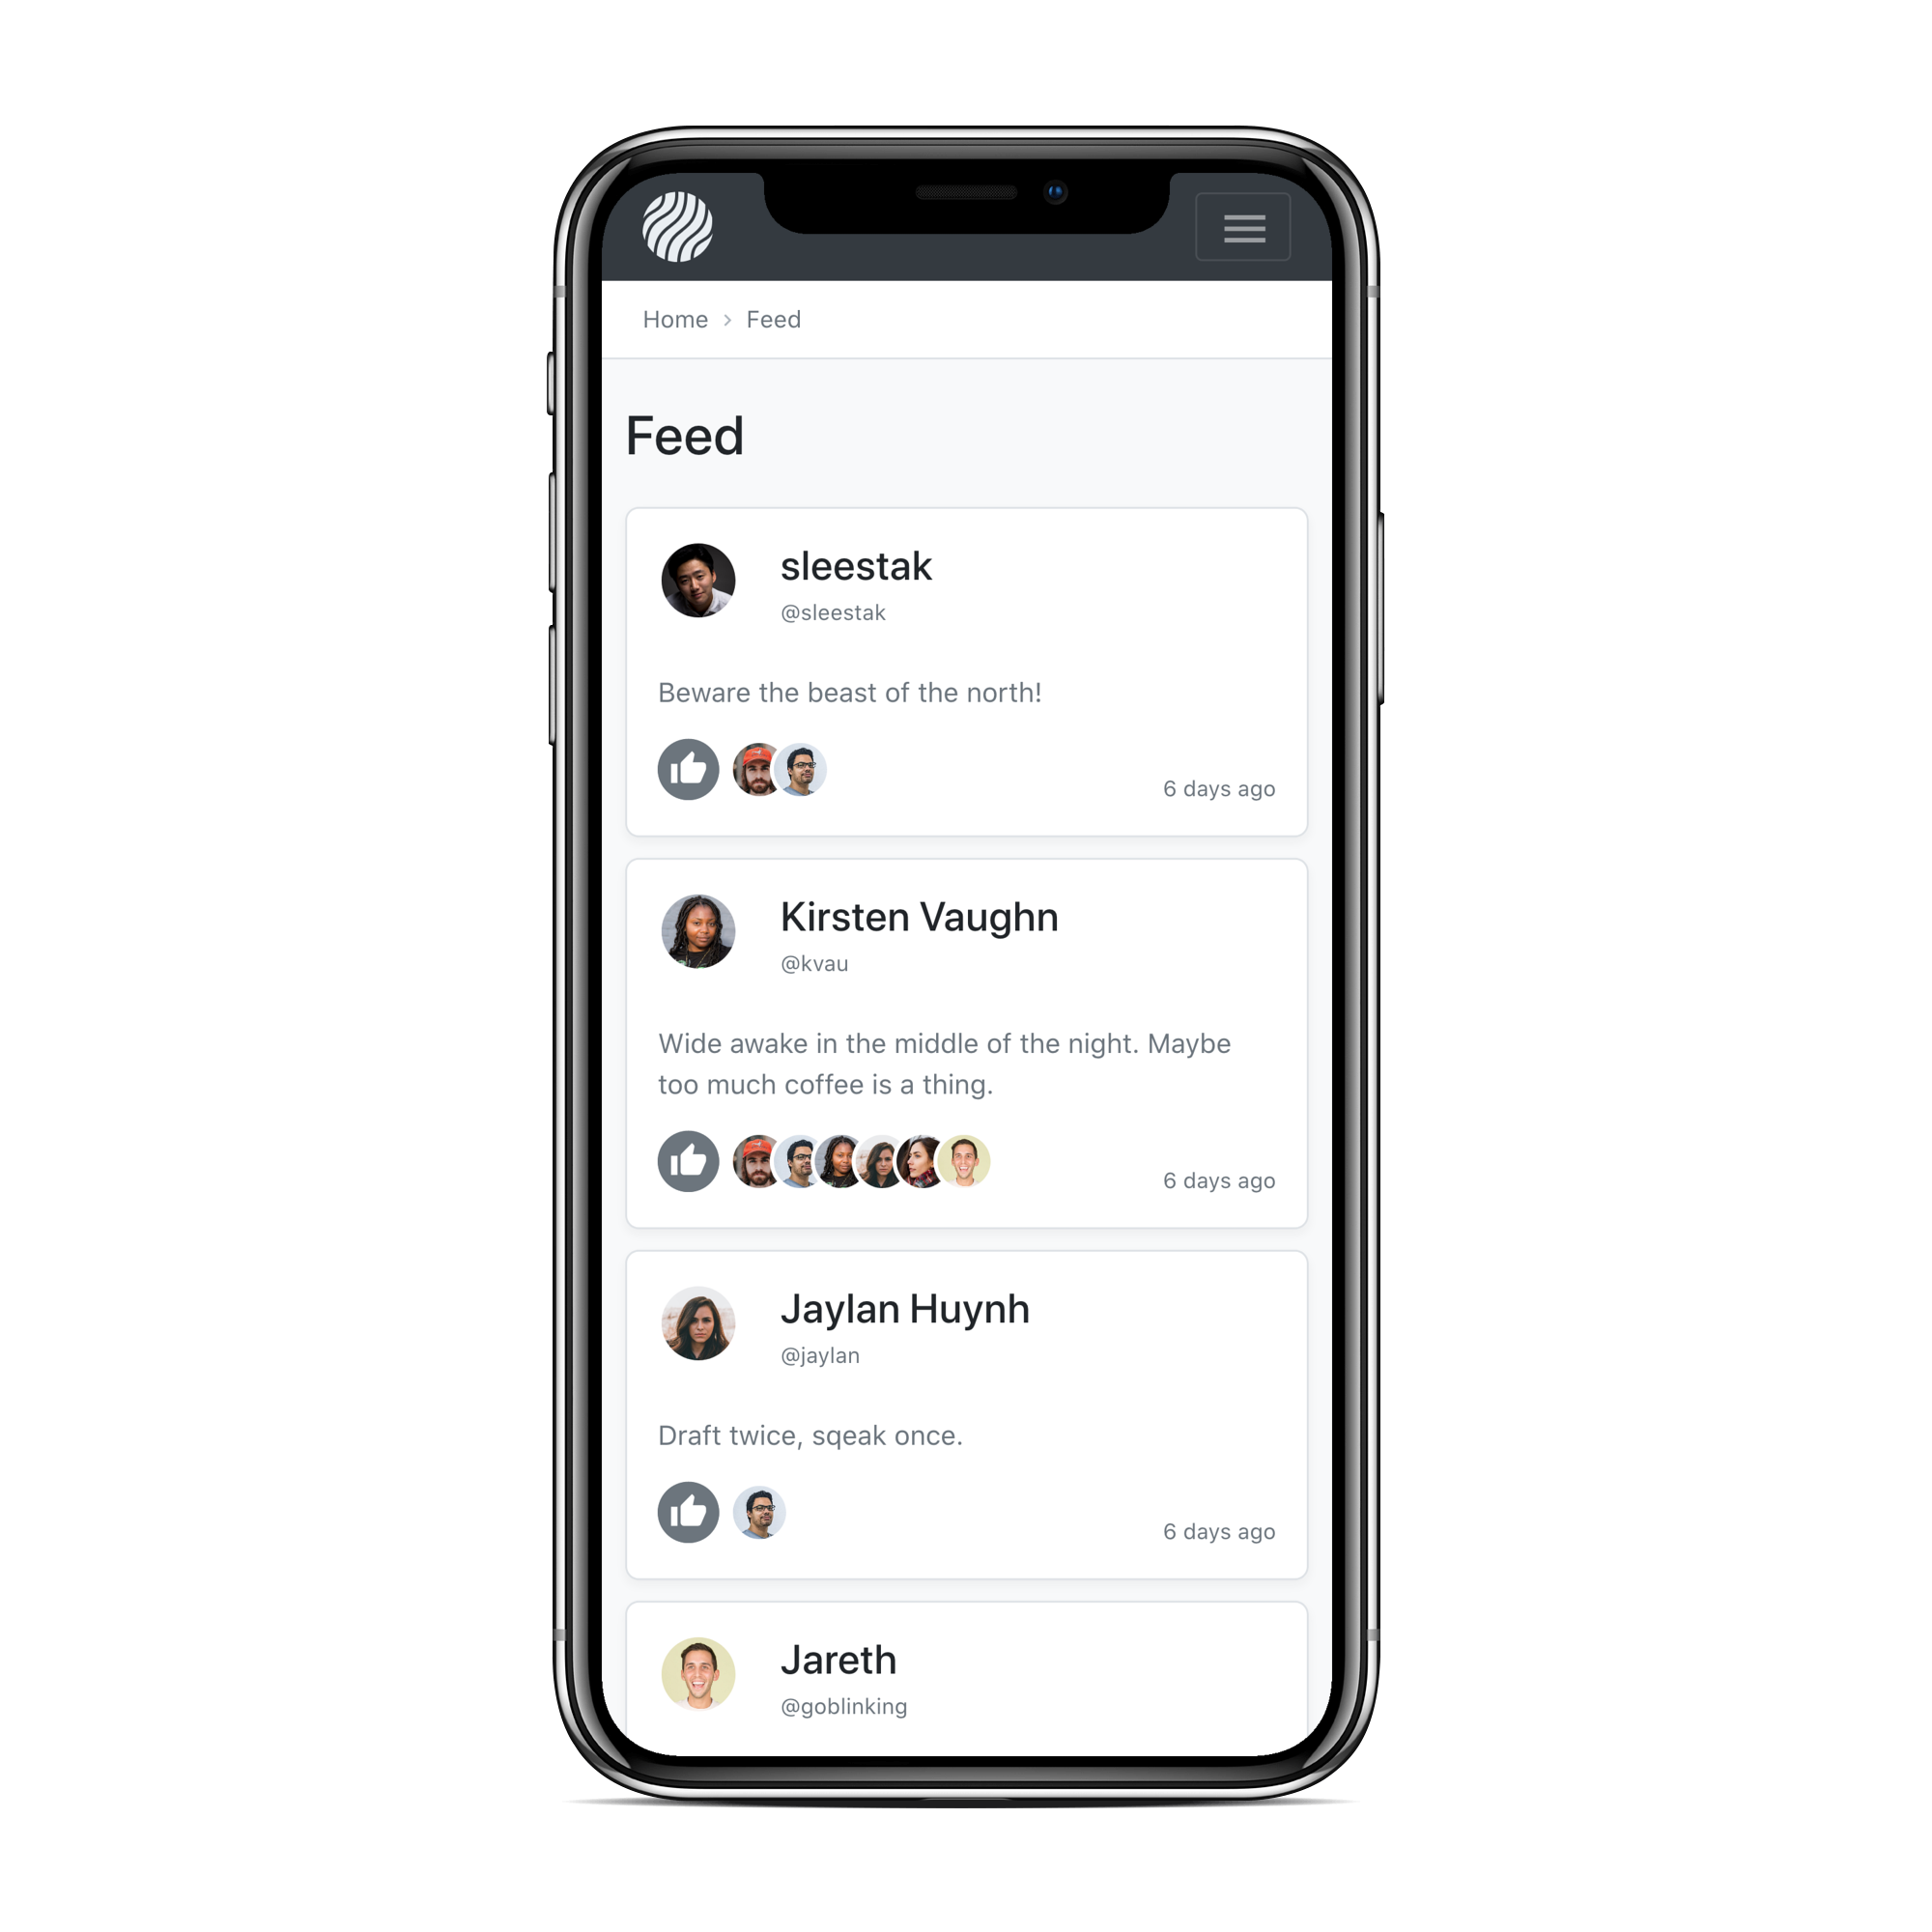 Home › Feed
Feed
sleestak
@sleestak
Beware the beast of the north!
6 days ago
Kirsten Vaughn
@kvau
Wide awake in the middle of the night. Maybe
too much coffee is a thing.
6 days ago
Jaylan Huynh
@jaylan
Draft twice, sqeak once.
6 days ago
Jareth
@goblinking